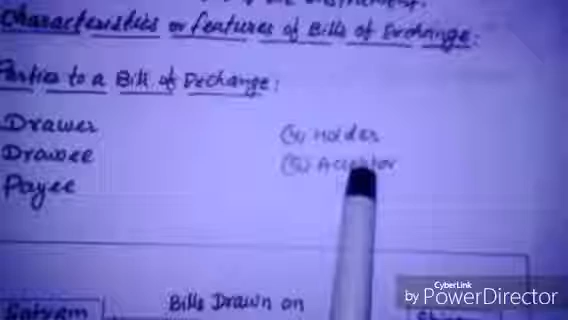 Characteristics or features of Bills of Exchange:
Parties to a Bill of Exchange:
Drawer
Drawee
Payee
Holder
(5) Acceptor
Satyam
Bills Drawn on
CyberLink
by PowerDirector